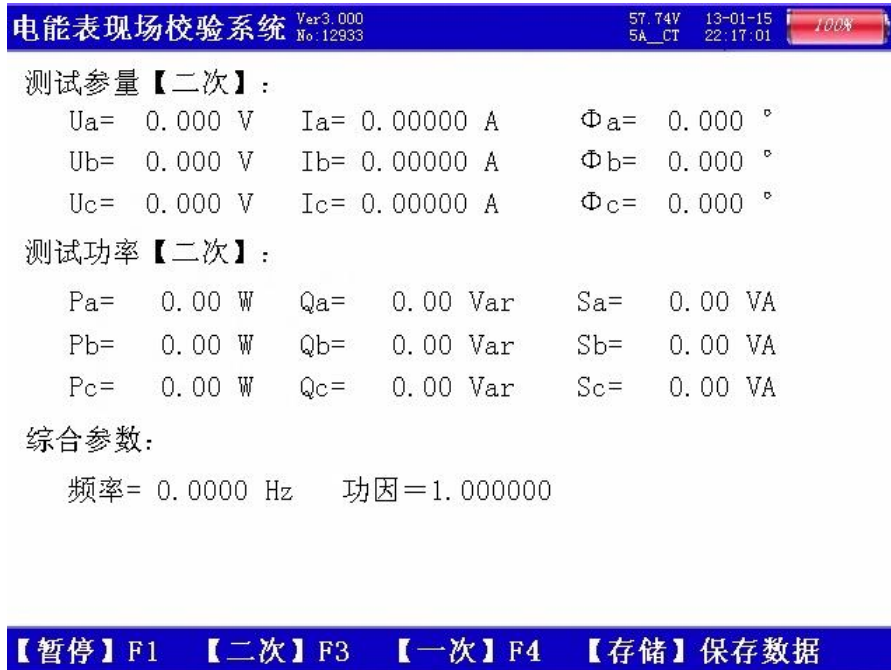 电能表现场校验系统 Ver3.000 No:12933 57.74V 5A__CT 13-01-15 22:17:01 100%
测试参量【二次】:
Ua= 0.000 V Ia= 0.00000 A Φa= 0.000 °
Ub= 0.000 V Ib= 0.00000 A Φb= 0.000 °
Uc= 0.000 V Ic= 0.00000 A Φc= 0.000 °
测试功率【二次】:
Pa= 0.00 W Qa= 0.00 Var Sa= 0.00 VA
Pb= 0.00 W Qb= 0.00 Var Sb= 0.00 VA
Pc= 0.00 W Qc= 0.00 Var Sc= 0.00 VA
综合参数:
频率= 0.0000 Hz 功因＝1.000000
【暂停】F1 【二次】F3 【一次】F4 【存储】保存数据